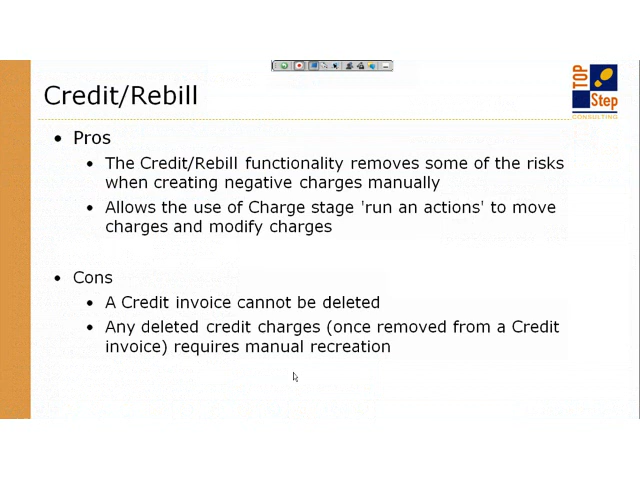 Credit/Rebill
TOP
Step
CONSULTING
• Pros
• The Credit/Rebill functionality removes some of the risks
when creating negative charges manually
• Allows the use of Charge stage 'run an actions' to move
charges and modify charges
• Cons
• A Credit invoice cannot be deleted
• Any deleted credit charges (once removed from a Credit
invoice) requires manual recreation